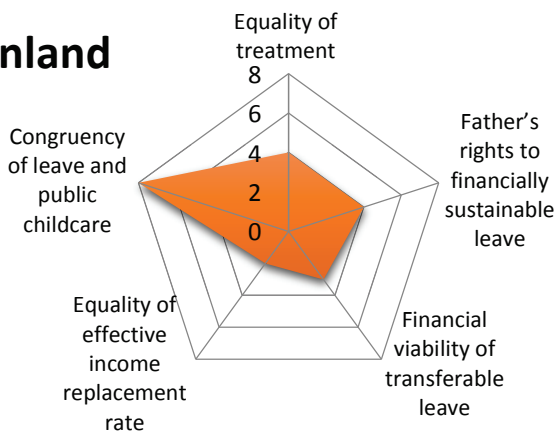 nland
Equality of
treatment
8
6
4
2
0
Father's
rights to
financially
sustainable
leave
Financial
viability of
transferable
leave
Equality of
effective
income
replacement
rate
Congruency
of leave and
public
childcare